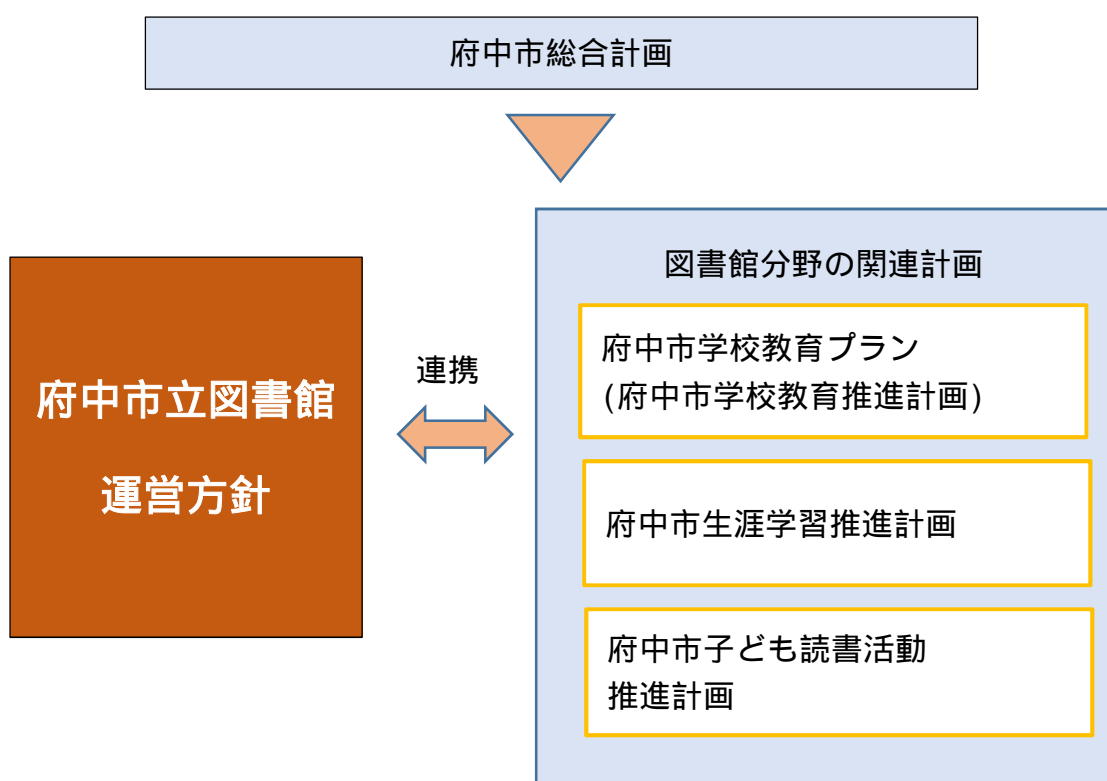 府中市総合計画
府中市立図書館
運営方針
連携
図書館分野の関連計画
府中市学校教育プラン
(府中市学校教育推進計画)
府中市生涯学習推進計画
府中市子ども読書活動
推進計画